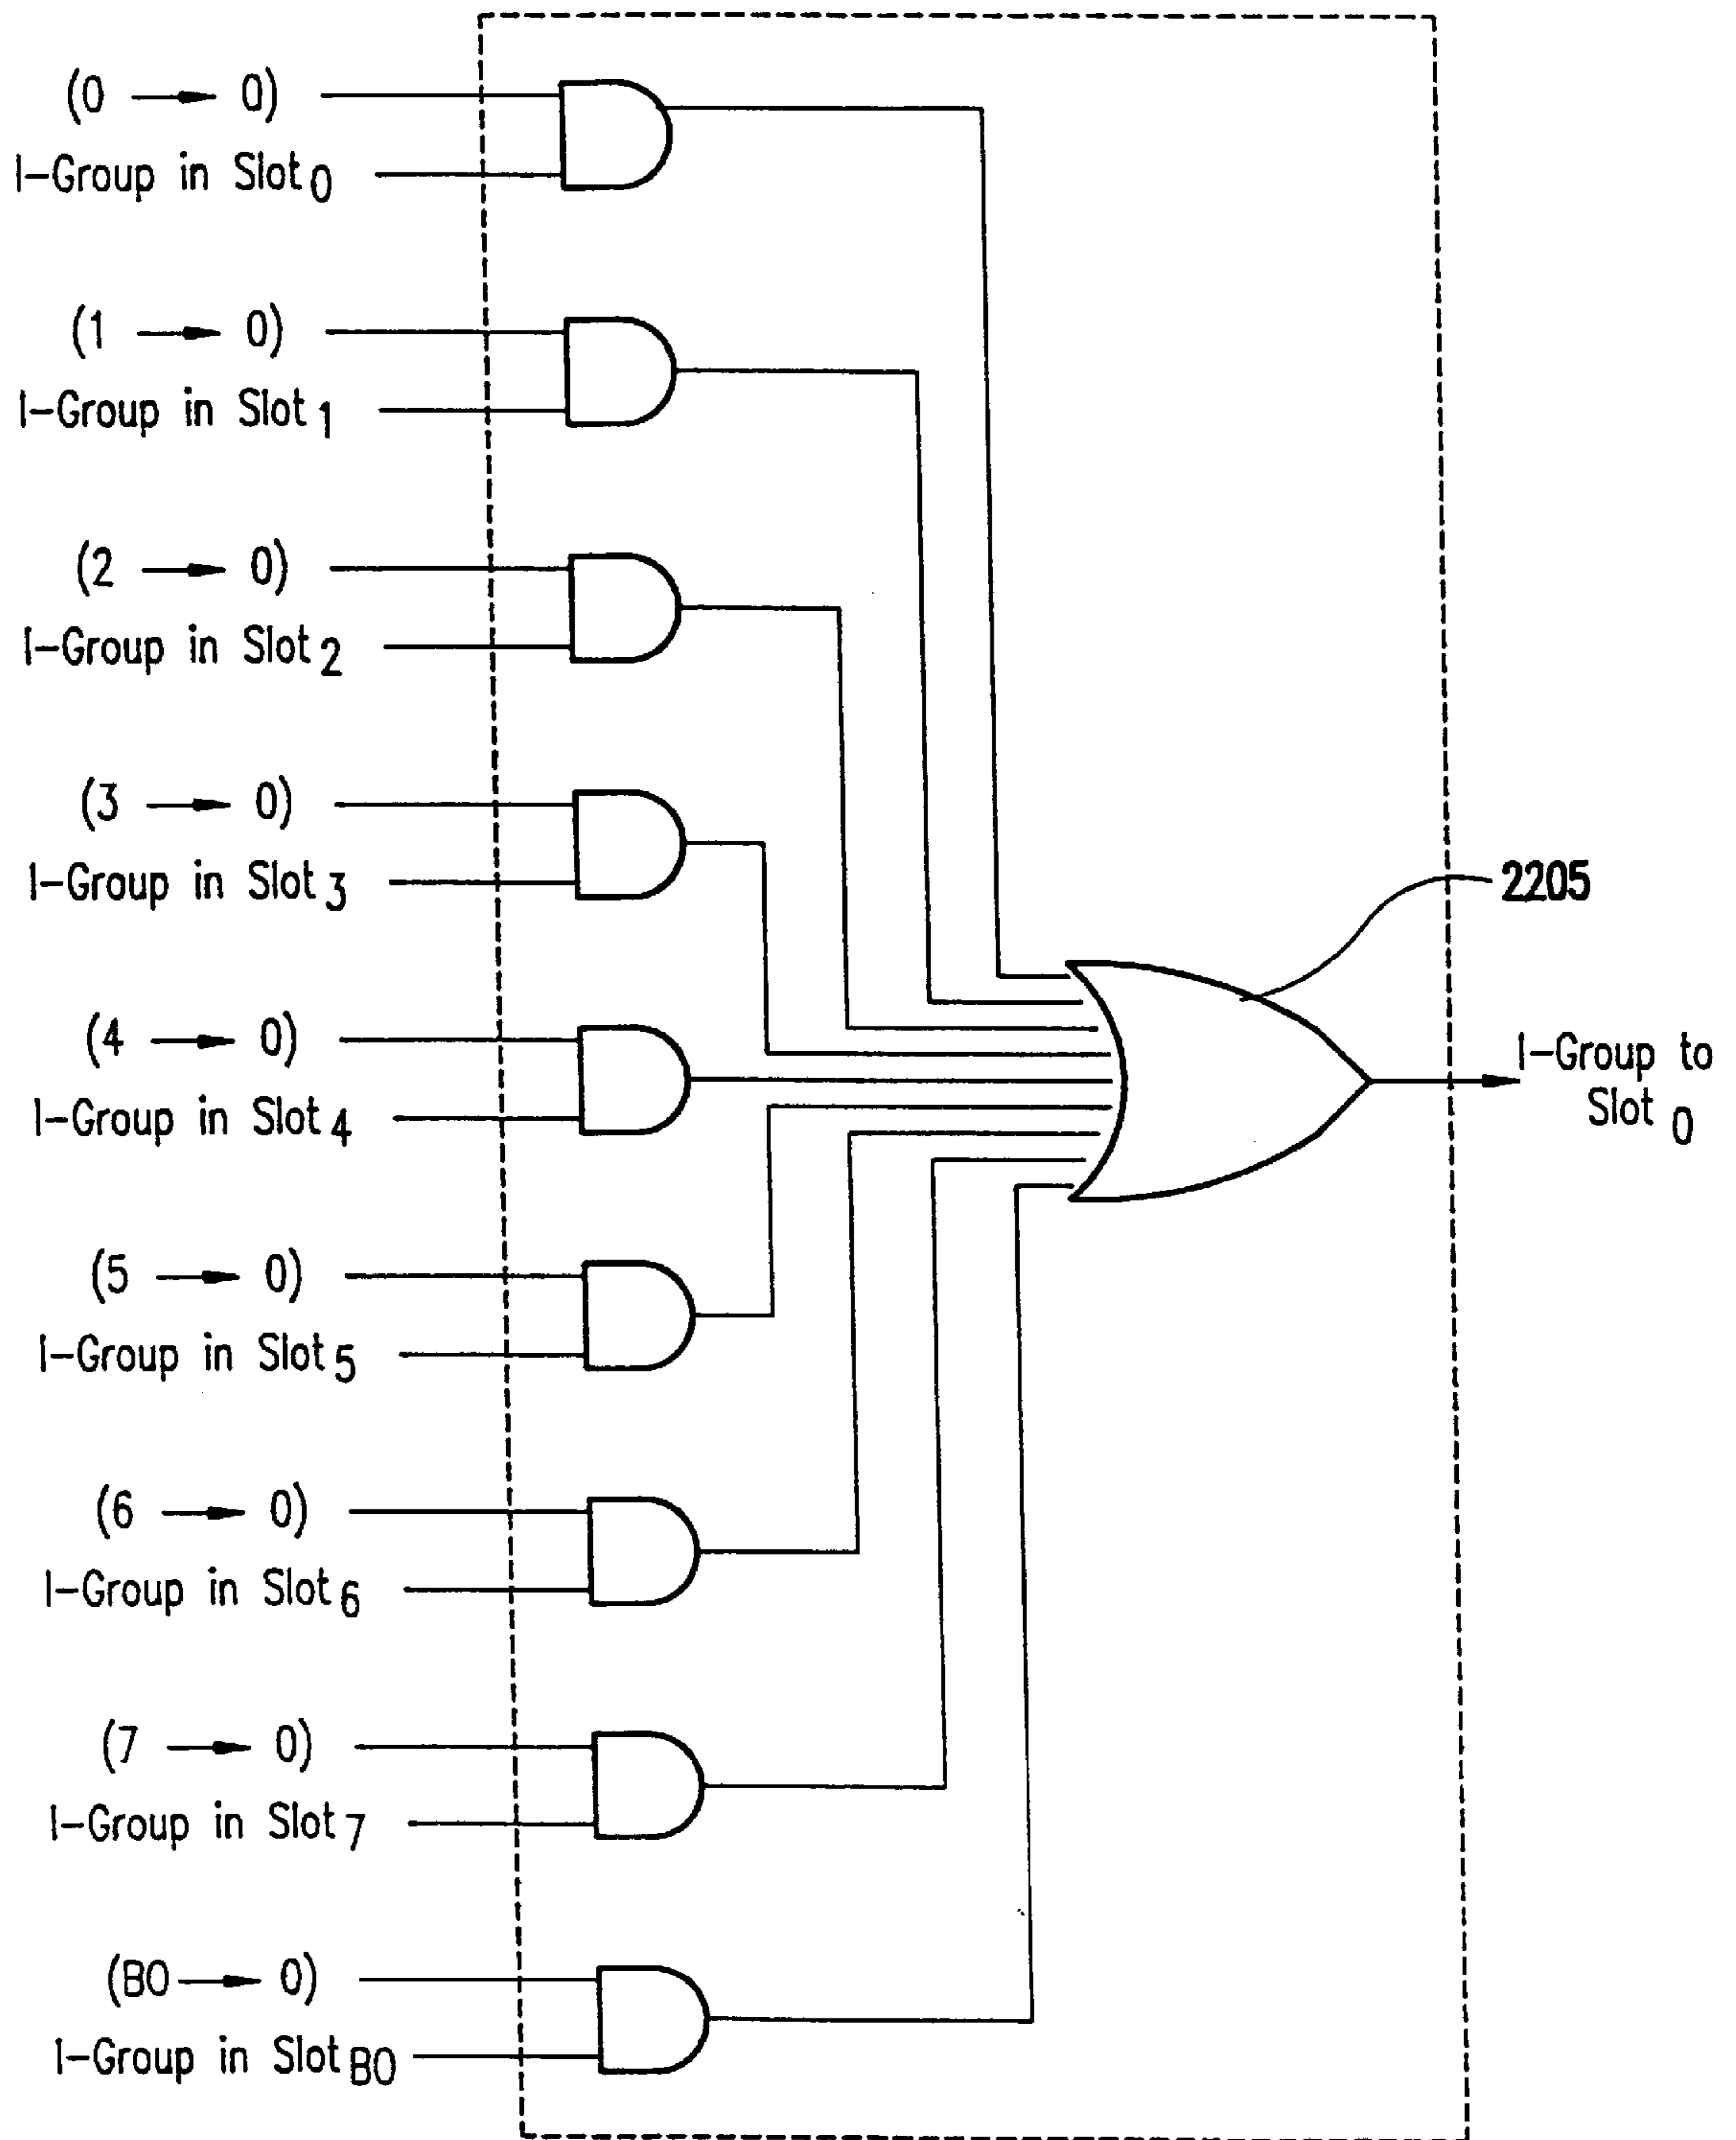 (0 → 0)
I-Group in Slot 0
(1 → 0)
I-Group in Slot 1
(2 → 0)
I-Group in Slot 2
(3 → 0)
I-Group in Slot 3
2205
(4 → 0)
I-Group to
Slot 0
I-Group in Slot 4
(5 → 0)
I-Group in Slot 5
(6 → 0)
I-Group in Slot 6
(7 → 0)
I-Group in Slot 7
(B0 → 0)
I-Group in Slot B0